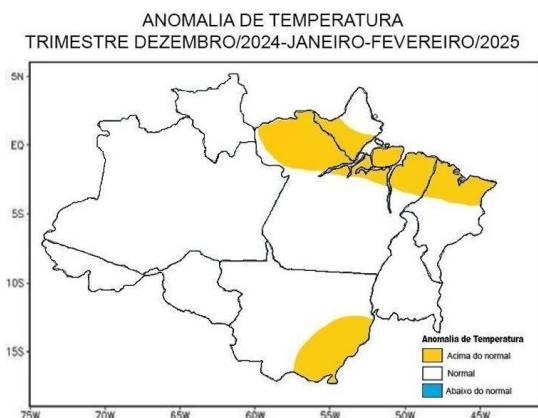 ANOMALIA DE TEMPERATURA
TRIMESTRE DEZEMBRO/2024-JANEIRO-FEVEREIRO/2025
5N
EQ
5S
10S
15S
Anomalia de Temperatura
Acima do normal
Normal
Abaixo do normal
75W 70W 65W 60W 55W 50W 45W